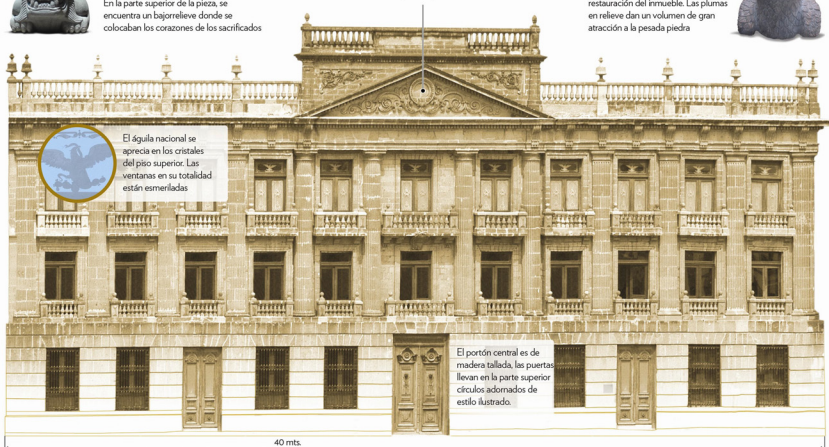 En la parte superior de la pieza, se
encuentra un bajorrelieve donde se
colocaban los corazones de los sacrificados
restauración del inmueble. Las plumas
en relieve dan un volumen de gran
atracción a la pesada piedra
El águila nacional se
aprecia en los cristales
del piso superior. Las
ventanas en su totalidad
están esmeriladas
El portón central es de
madera tallada, las puertas
llevan en la parte superior
círculos adornados de
estilo ilustrado.
40 mts.